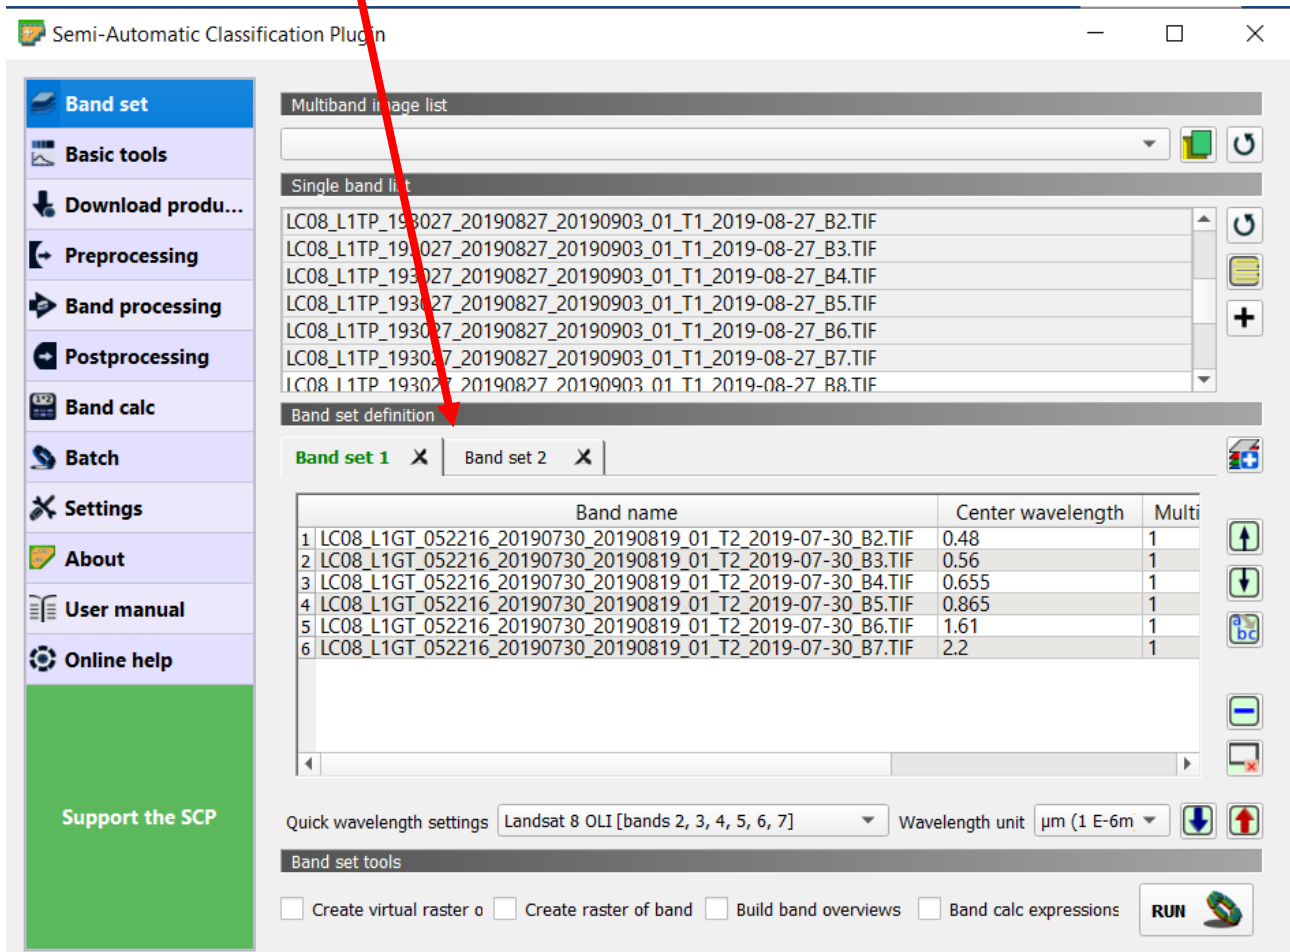 Semi-Automatic Classification Plugin
Band set
Basic tools
Download produ...
Preprocessing
Band processing
Postprocessing
Band calc
Batch
Settings
About
User manual
Online help
Support the SCP
Multiband image list
Single band list
LC08_L1TP_193027_20190827_20190903_01_T1_2019-08-27_B2.TIF
LC08_L1TP_193027_20190827_20190903_01_T1_2019-08-27_B3.TIF
LC08_L1TP_193027_20190827_20190903_01_T1_2019-08-27_B4.TIF
LC08_L1TP_193027_20190827_20190903_01_T1_2019-08-27_B5.TIF
LC08_L1TP_193027_20190827_20190903_01_T1_2019-08-27_B6.TIF
LC08_L1TP_193027_20190827_20190903_01_T1_2019-08-27_B7.TIF
LC08_L1TP_193027_20190827_20190903_01_T1_2019-08-27_B8.TIF
Band set definition
Band set 1 Band set 2
Band name Center wavelength Multi
1 LC08_L1GT_052216_20190730_20190819_01_T2_2019-07-30_B2.TIF 0.48 1
2 LC08_L1GT_052216_20190730_20190819_01_T2_2019-07-30_B3.TIF 0.56 1
3 LC08_L1GT_052216_20190730_20190819_01_T2_2019-07-30_B4.TIF 0.655 1
4 LC08_L1GT_052216_20190730_20190819_01_T2_2019-07-30_B5.TIF 0.865 1
5 LC08_L1GT_052216_20190730_20190819_01_T2_2019-07-30_B6.TIF 1.61 1
6 LC08_L1GT_052216_20190730_20190819_01_T2_2019-07-30_B7.TIF 2.2 1
Quick wavelength settings Landsat 8 OLI [bands 2, 3, 4, 5, 6, 7] Wavelength unit µm (1 E-6m
Band set tools
Create virtual raster o Create raster of band Build band overviews Band calc expressions RUN